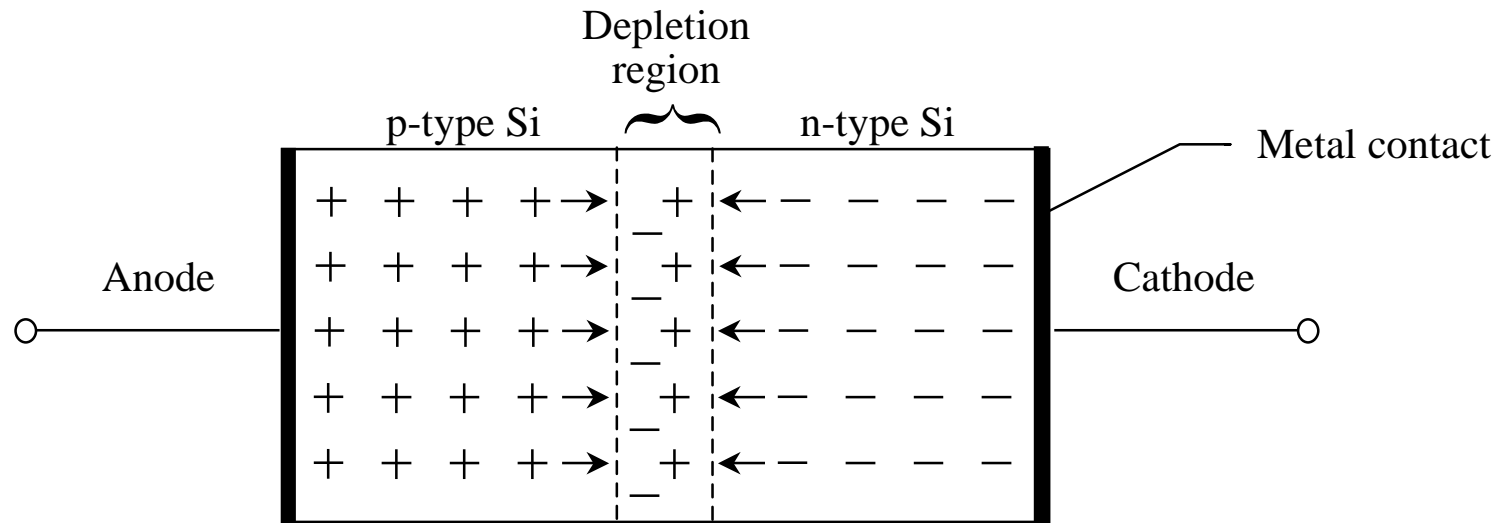 Depletion
region
p-type Si
n-type Si
Metal contact
Anode
Cathode